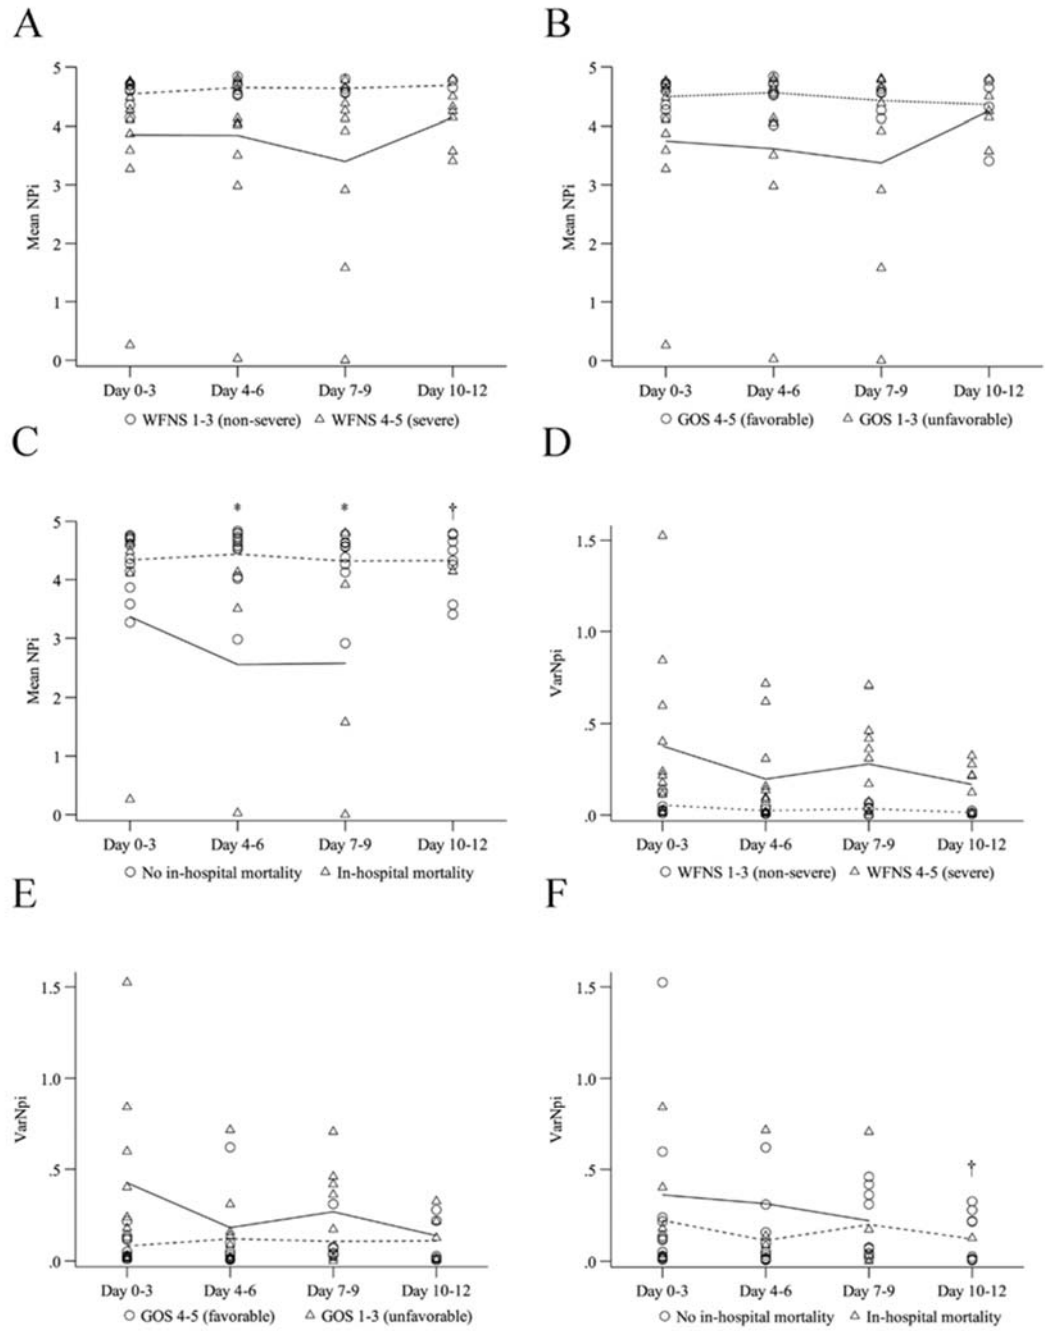 A
B
5
4
3
2
1
0
Mean NPi
Day 0-3 Day 4-6 Day 7-9 Day 10-12
WFNS 1-3 (non-severe) WFNS 4-5 (severe)
5
4
3
2
1
0
Mean NPi
Day 0-3 Day 4-6 Day 7-9 Day 10-12
GOS 4-5 (favorable) GOS 1-3 (unfavorable)
C
D
* * †
5
4
3
2
1
0
Mean NPi
Day 0-3 Day 4-6 Day 7-9 Day 10-12
No in-hospital mortality In-hospital mortality
1.5
1.0
.5
.0
VarNpi
Day 0-3 Day 4-6 Day 7-9 Day 10-12
WFNS 1-3 (non-severe) WFNS 4-5 (severe)
E
F
1.5
1.0
.5
.0
VarNpi
Day 0-3 Day 4-6 Day 7-9 Day 10-12
GOS 4-5 (favorable) GOS 1-3 (unfavorable)
1.5
1.0
.5
.0
VarNpi
†
Day 0-3 Day 4-6 Day 7-9 Day 10-12
No in-hospital mortality In-hospital mortality